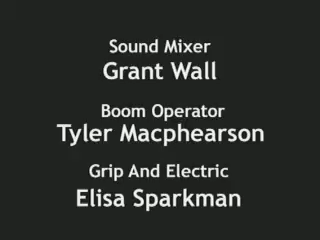 Sound Mixer
Grant Wall
Boom Operator
Tyler Macphearson
Grip And Electric
Elisa Sparkman